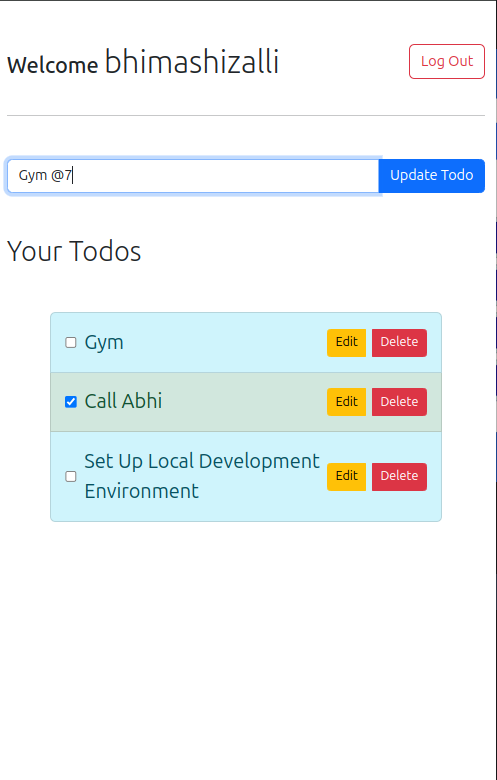 Welcome bhimashizalli
Log Out
Gym @7
Update Todo
Your Todos
Gym
Edit
Delete
Call Abhi
Edit
Delete
Set Up Local Development
Environment
Edit
Delete